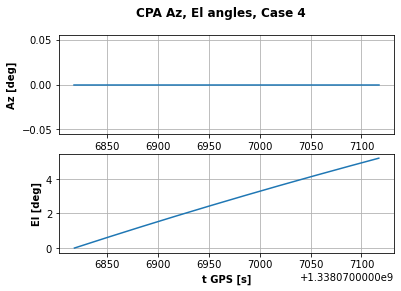 CPA Az, El angles, Case 4
0.05
0.00
−0.05
Az [deg]
6850 6900 6950 7000 7050 7100
4
2
0
El [deg]
6850 6900 6950 7000 7050 7100
t GPS [s]
+1.3380700000e9